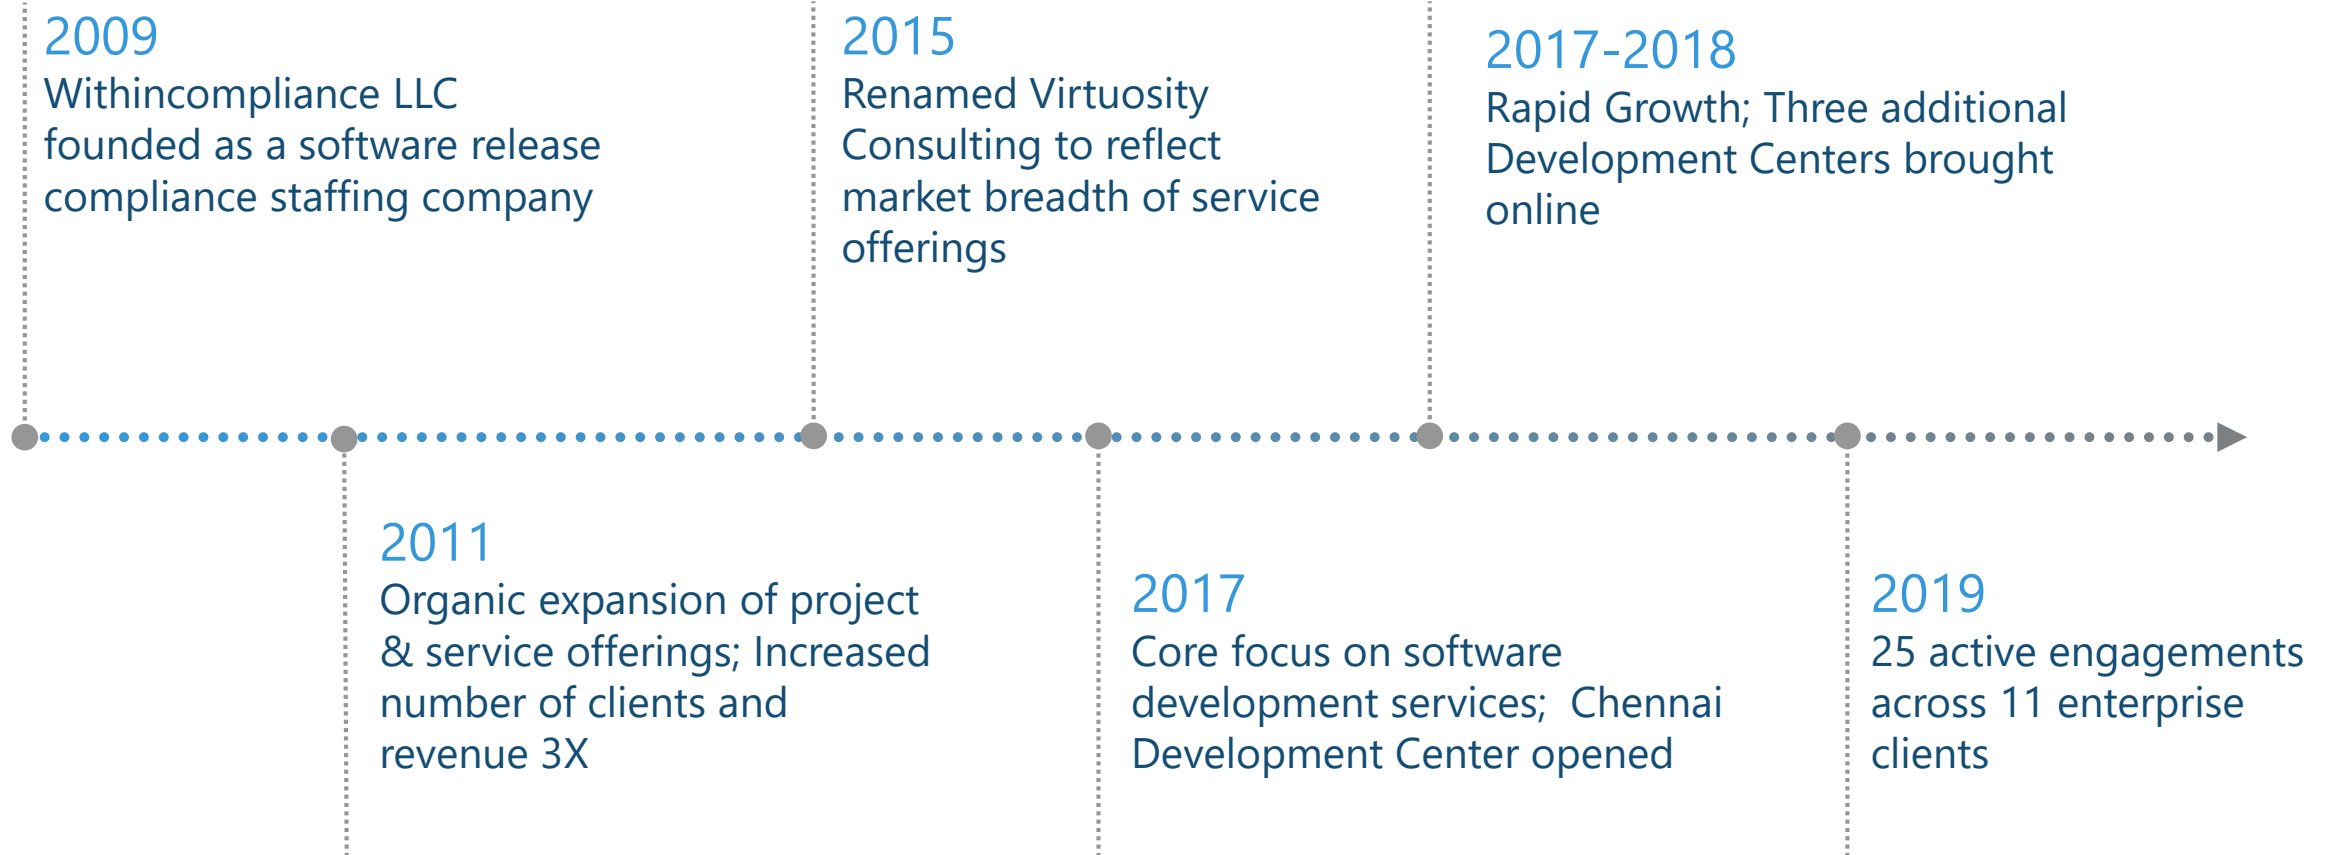 2009
Withincompliance LLC
founded as a software release
compliance staffing company
2011
Organic expansion of project
& service offerings; Increased
number of clients and
revenue 3X
2015
Renamed Virtuosity
Consulting to reflect
market breadth of service
offerings
2017
Core focus on software
development services;  Chennai
Development Center opened
2017-2018
Rapid Growth; Three additional
Development Centers brought
online
2019
25 active engagements
across 11 enterprise
clients